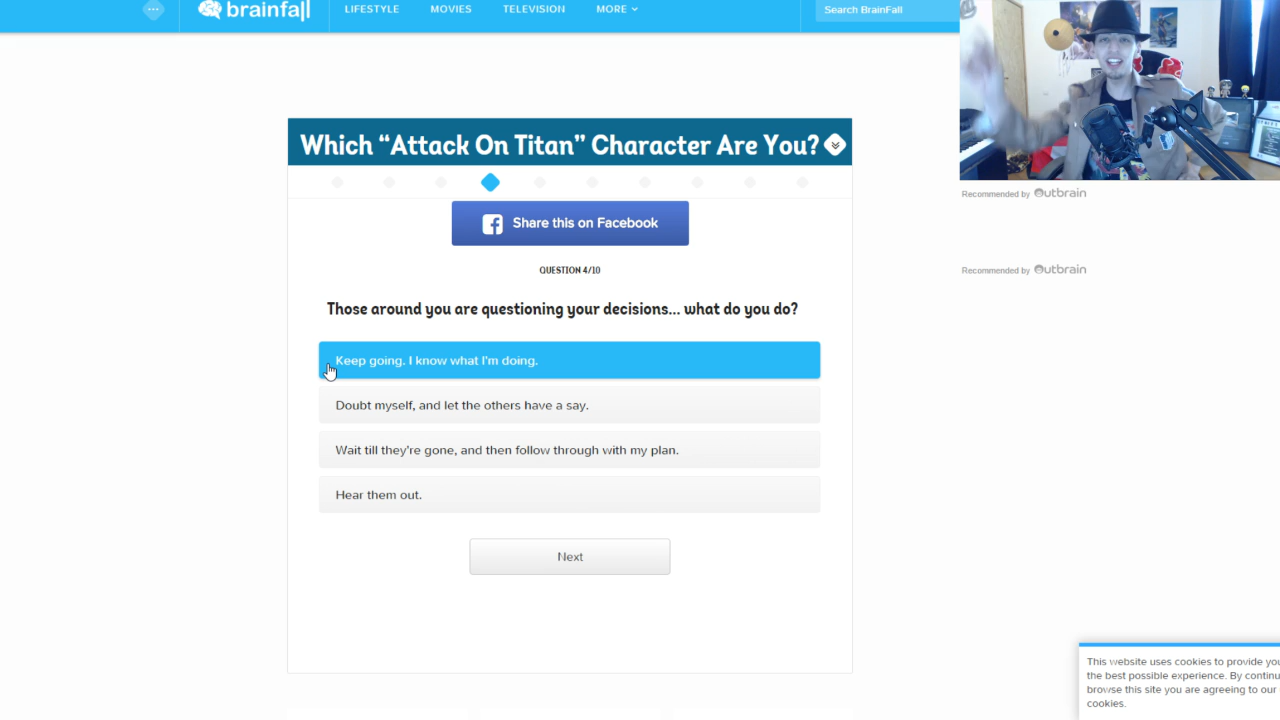 brainfall
LIFESTYLE
MOVIES
TELEVISION
MORE
Search BrainFall
Which “Attack On Titan” Character Are You?
Share this on Facebook
QUESTION 4/10
Those around you are questioning your decisions... what do you do?
Keep going. I know what I'm doing.
Doubt myself, and let the others have a say.
Wait till they're gone, and then follow through with my plan.
Hear them out.
Next
Recommended by Outbrain
Recommended by Outbrain
This website uses cookies to provide you
the best possible experience. By continu
browse this site you are agreeing to our
cookies.